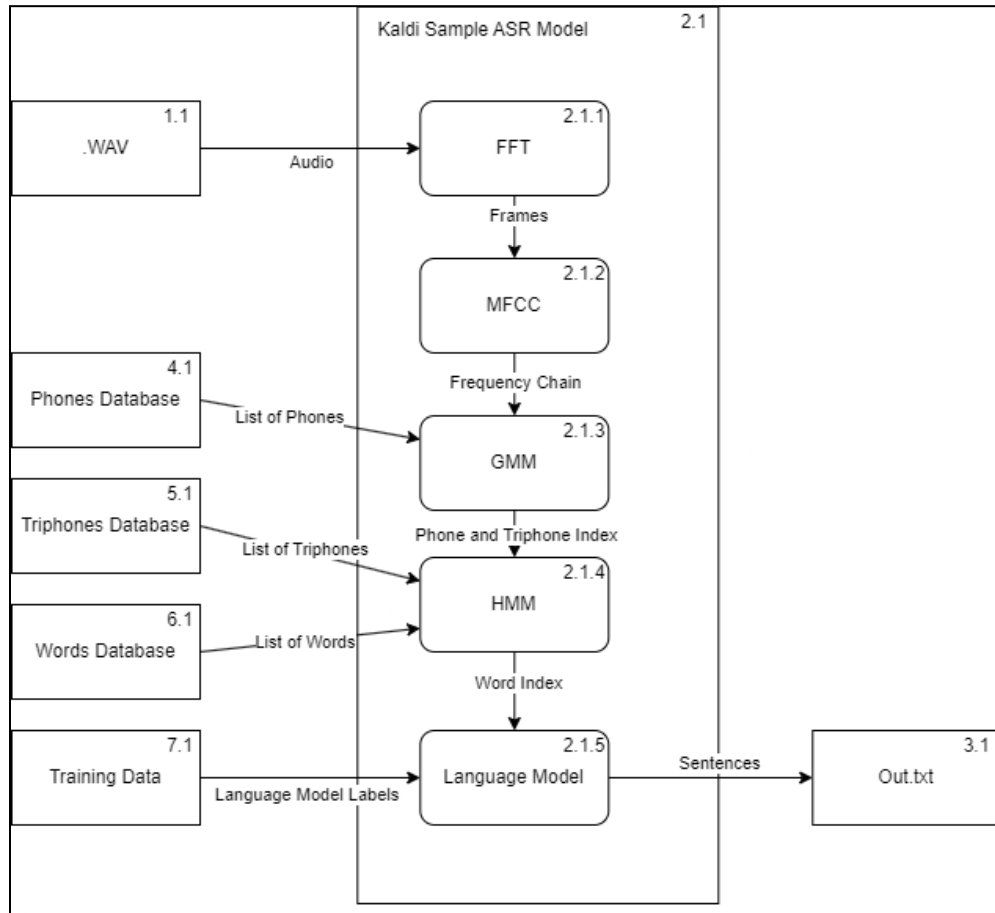 Kaldi Sample ASR Model
2.1
1.1
.WAV
Audio
2.1.1
FFT
Frames
2.1.2
MFCC
Frequency Chain
4.1
Phones Database
List of Phones
2.1.3
GMM
Phone and Triphone Index
5.1
Triphones Database
List of Triphones
2.1.4
HMM
6.1
Words Database
List of Words
Word Index
7.1
Training Data
Language Model Labels
2.1.5
Language Model
Sentences
3.1
Out.txt